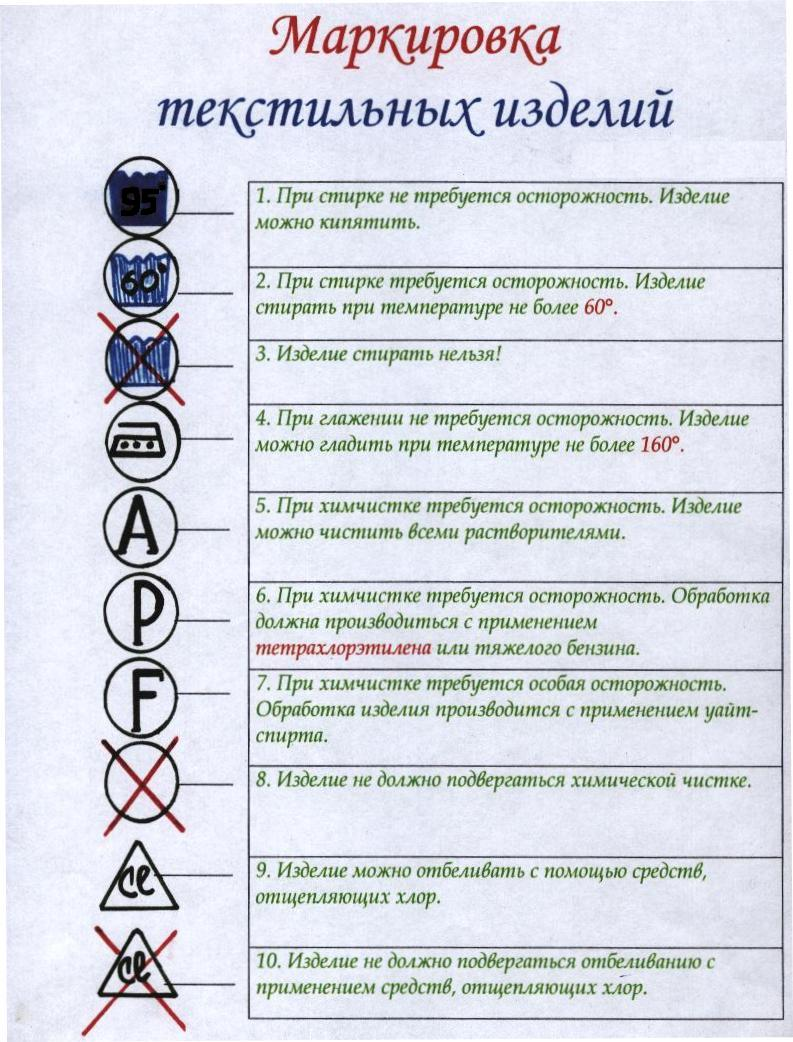 Маркировка
текстильных изделий
95°
1. При стирке не требуется осторожность. Изделие
можно кипятить.
60°
2. При стирке требуется осторожность. Изделие
стирать при температуре не более 60°.
3. Изделие стирать нельзя!
4. При глажении не требуется осторожность. Изделие
можно гладить при температуре не более 160°.
A
5. При химчистке требуется осторожность. Изделие
можно чистить всеми растворителями.
P
6. При химчистке требуется осторожность. Обработка
должна производиться с применением
тетрахлорэтилена или тяжелого бензина.
F
7. При химчистке требуется особая осторожность.
Обработка изделия производится с применением уайт-
спирта.
8. Изделие не должно подвергаться химической чистке.
Cl
9. Изделие можно отбеливать с помощью средств,
отщепляющих хлор.
Cl
10. Изделие не должно подвергаться отбеливанию с
применением средств, отщепляющих хлор.